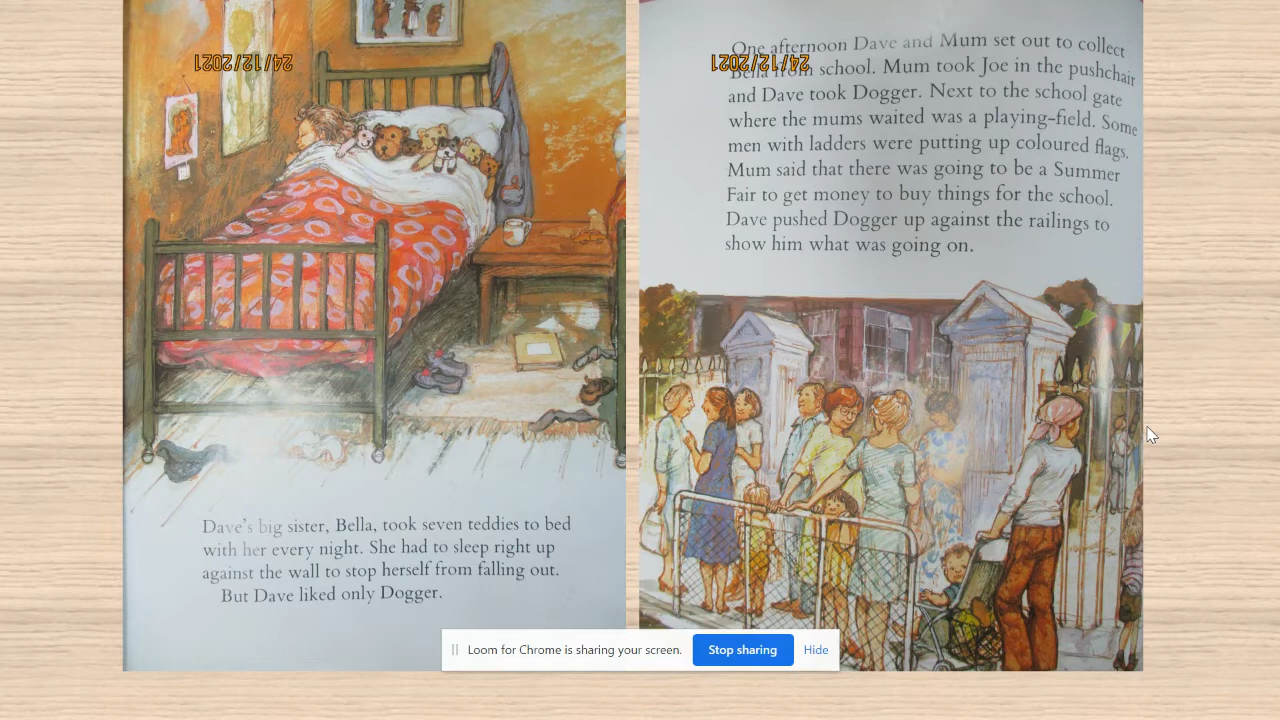 24/12/2021
Dave's big sister, Bella, took seven teddies to bed
with her every night. She had to sleep right up
against the wall to stop herself from falling out.
But Dave liked only Dogger.
24/12/2021
One afternoon Dave and Mum set out to collect
Bella from school. Mum took Joe in the pushchair
and Dave took Dogger. Next to the school gate
where the mums waited was a playing-field. Some
men with ladders were putting up coloured flags.
Mum said that there was going to be a Summer
Fair to get money to buy things for the school.
Dave pushed Dogger up against the railings to
show him what was going on.
Loom for Chrome is sharing your screen.
Stop sharing
Hide